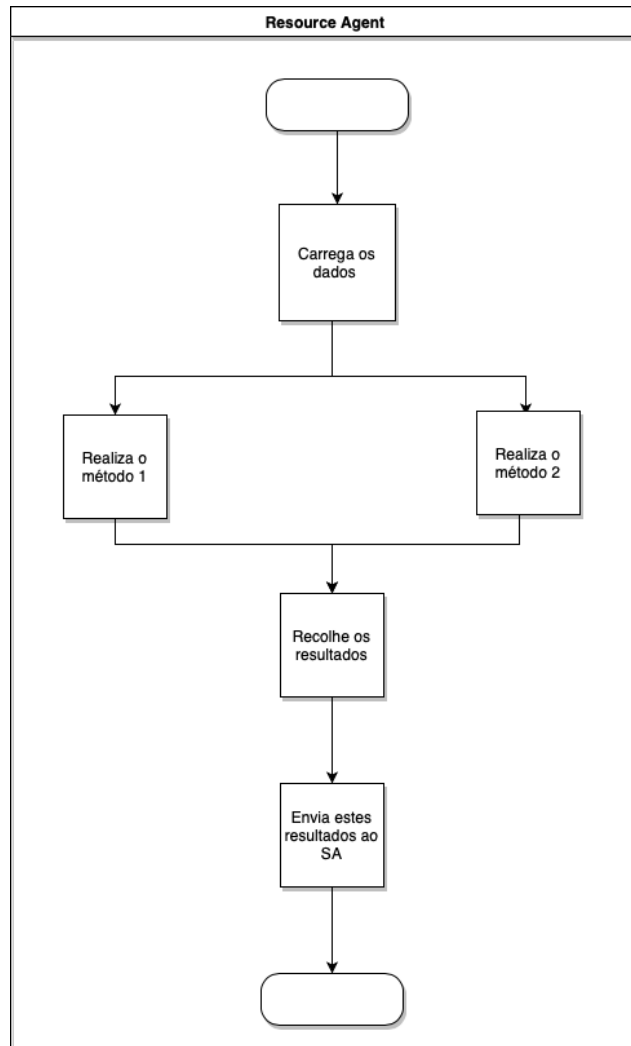 Resource Agent
Carrega os
dados
Realiza o
método 1
Realiza o
método 2
Recolhe os
resultados
Envia estes
resultados ao
SA